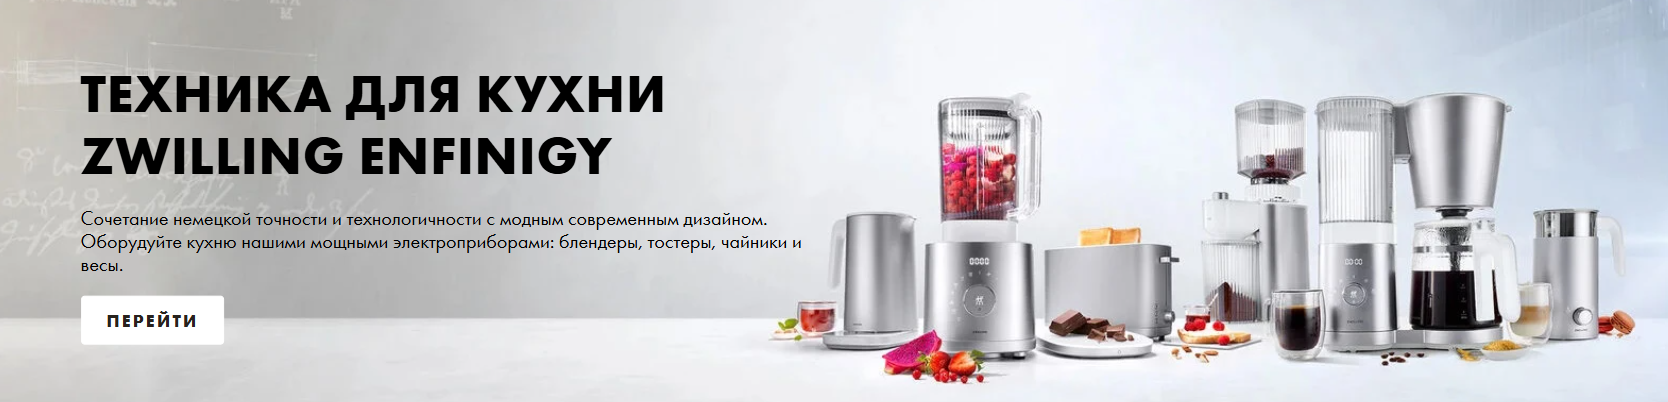 ТЕХНИКА ДЛЯ КУХНИ
ZWILLING ENFINIGY
Сочетание немецкой точности и технологичности с модным современным дизайном.
Оборудуйте кухню нашими мощными электроприборами: блендеры, тостеры, чайники и
весы.
ПЕРЕЙТИ